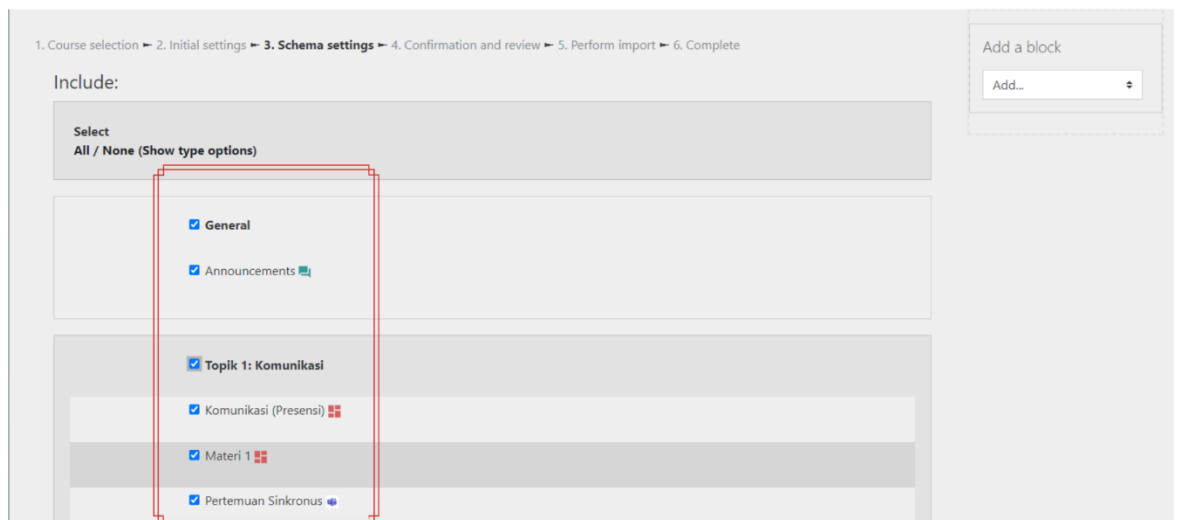 1. Course selection ► 2. Initial settings ► 3. Schema settings ► 4. Confirmation and review ► 5. Perform import ► 6. Complete
Add a block
Add...
Include:
Select
All / None (Show type options)
General
Announcements
Topik 1: Komunikasi
Komunikasi (Presensi)
Materi 1
Pertemuan Sinkronus